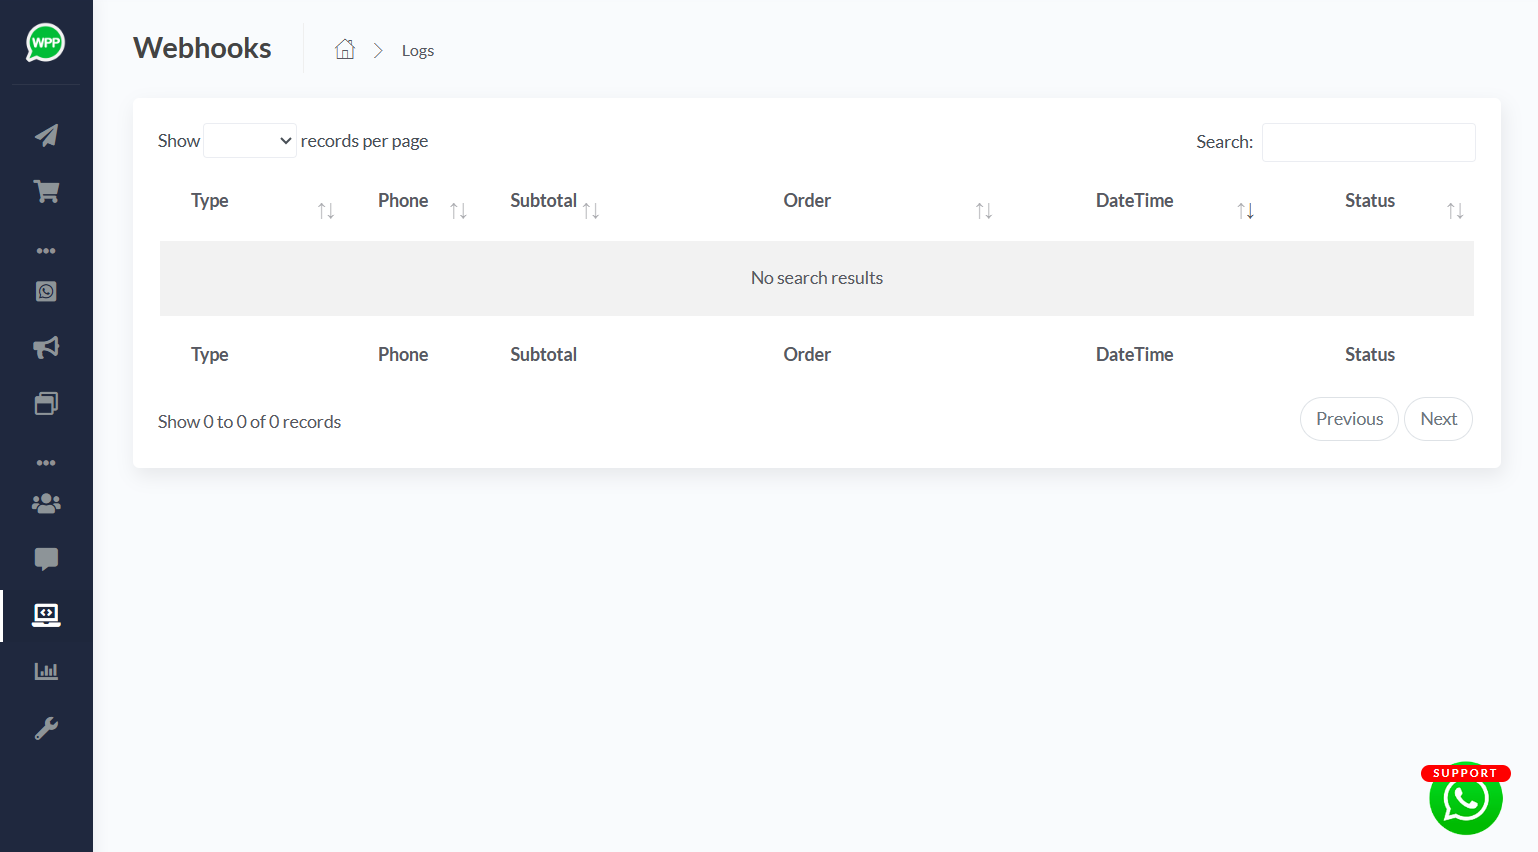 WPP
Webhooks
Logs
Show records per page
Search:
Type Phone Subtotal Order DateTime Status
No search results
Type Phone Subtotal Order DateTime Status
Show 0 to 0 of 0 records
Previous Next
SUPPORT